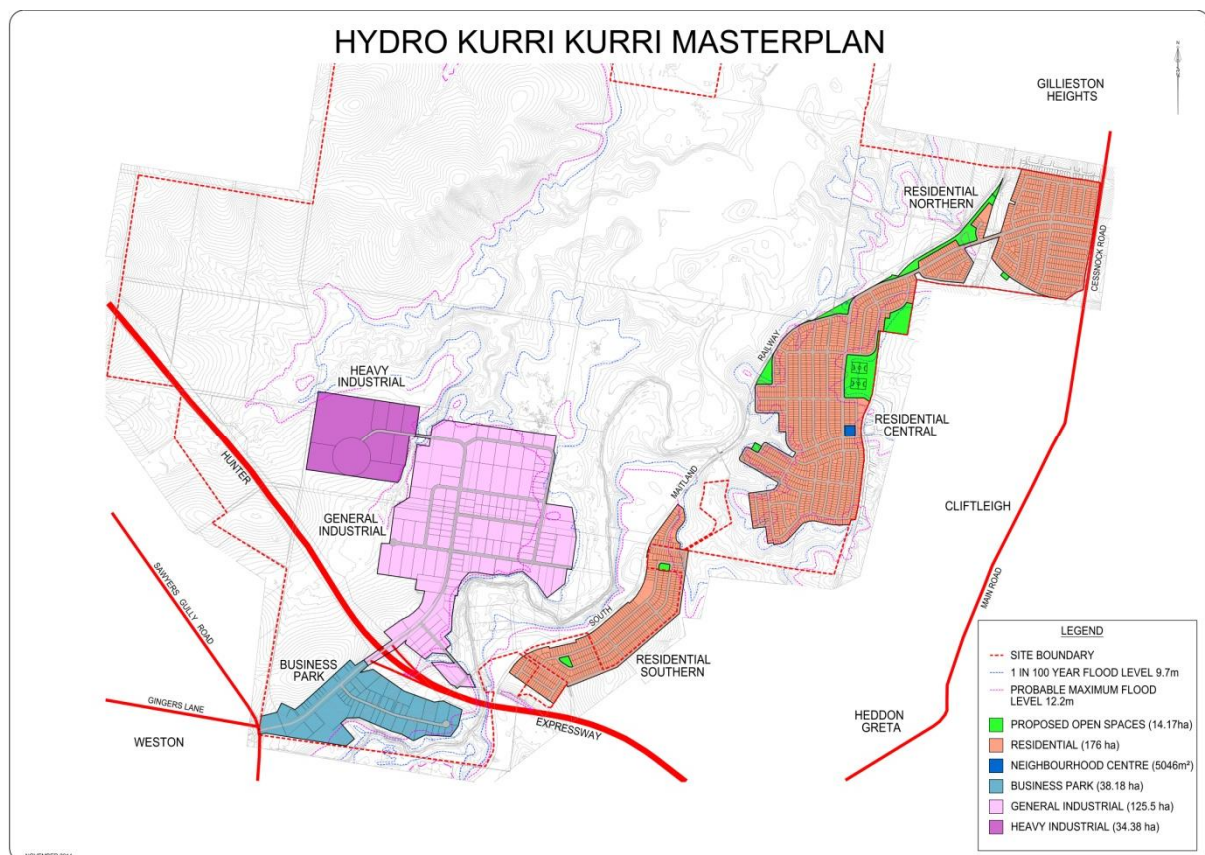 HYDRO KURRI KURRI MASTERPLAN
N
GILLIESTON
HEIGHTS
RESIDENTIAL
NORTHERN
CESSNOCK ROAD
RAILWAY
HEAVY
INDUSTRIAL
RESIDENTIAL
CENTRAL
HUNTER
MAITLAND
GENERAL
INDUSTRIAL
CLIFTLEIGH
SAWYERS GULLY ROAD
MAIN ROAD
SOUTH
BUSINESS
PARK
RESIDENTIAL
SOUTHERN
GINGERS LANE
EXPRESSWAY
WESTON
HEDDON
GRETA
LEGEND
SITE BOUNDARY
1 IN 100 YEAR FLOOD LEVEL 9.7m
PROBABLE MAXIMUM FLOOD
LEVEL 12.2m
PROPOSED OPEN SPACES (14.17ha)
RESIDENTIAL (176 ha)
NEIGHBOURHOOD CENTRE (5046m²)
BUSINESS PARK (38.18 ha)
GENERAL INDUSTRIAL (125.5 ha)
HEAVY INDUSTRIAL (34.38 ha)